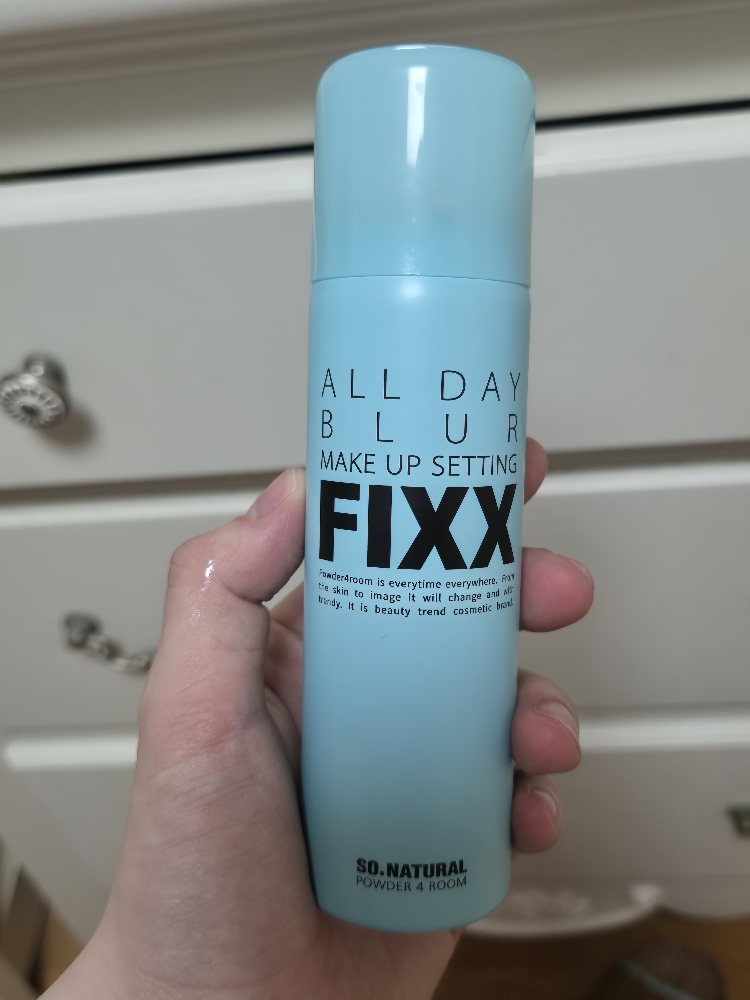 ALL DAY
BLUR
MAKE UP SETTING
FIXX
Powder4room is everytime everywhere. From
the skin to image it will change and with
trendy. It is beauty trend cosmetic brand.
SO.NATURAL
POWDER 4 ROOM